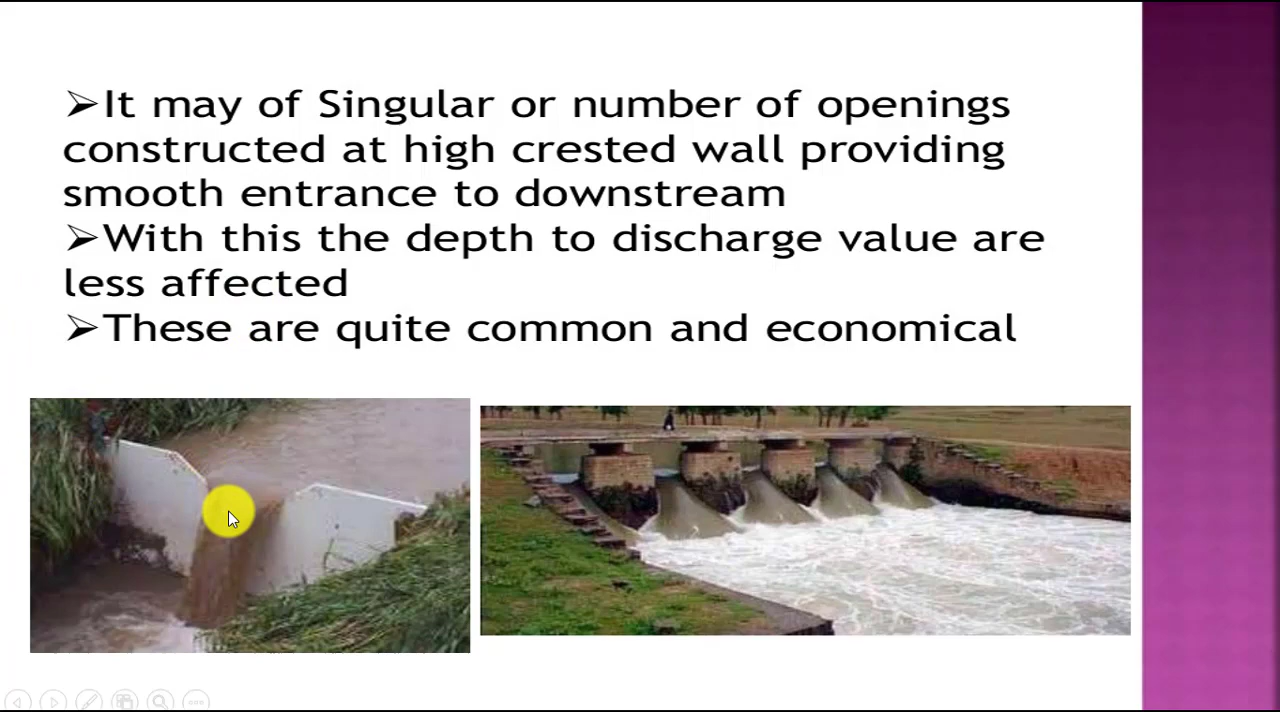 ➢It may of Singular or number of openings
constructed at high crested wall providing
smooth entrance to downstream
➢With this the depth to discharge value are
less affected
➢These are quite common and economical